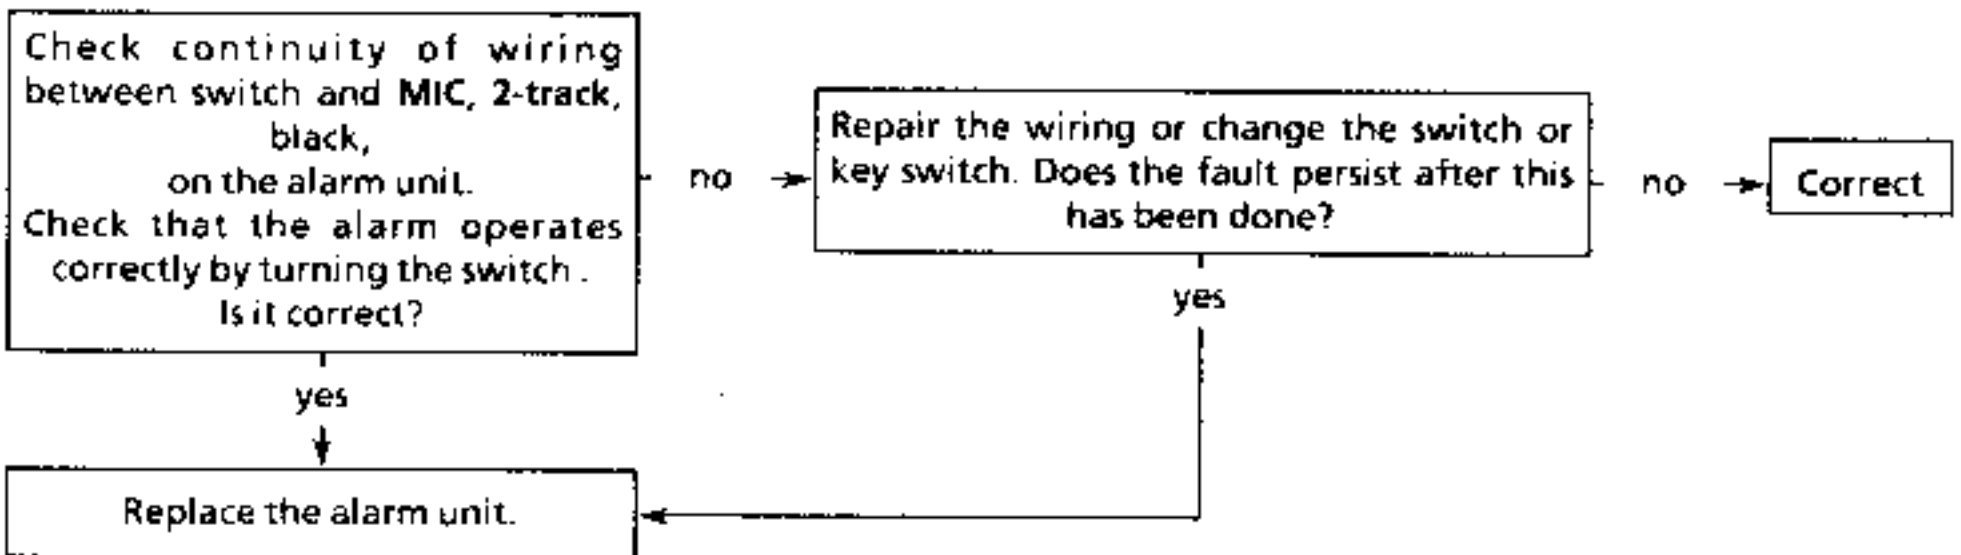 Check continuity of wiring
between switch and MIC, 2-track,
black,
on the alarm unit.
Check that the alarm operates
correctly by turning the switch.
Is it correct?
no
Repair the wiring or change the switch or
key switch. Does the fault persist after this
has been done?
no
Correct
yes
yes
Replace the alarm unit.